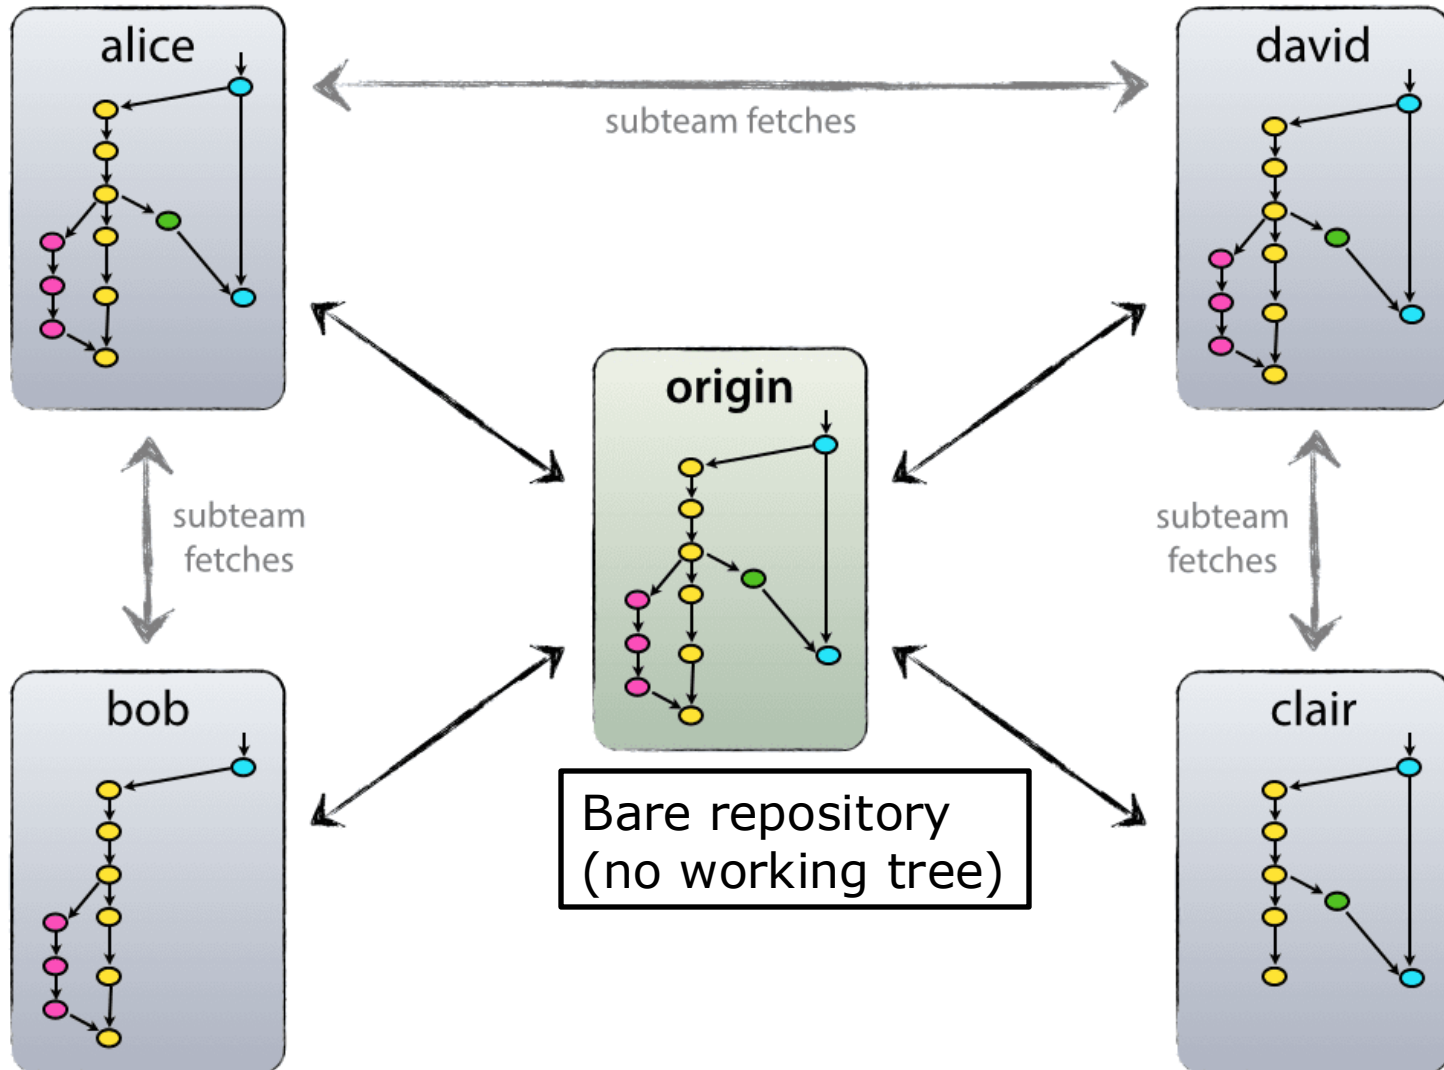 alice
david
subteam fetches
origin
subteam
fetches
subteam
fetches
bob
clair
Bare repository
(no working tree)